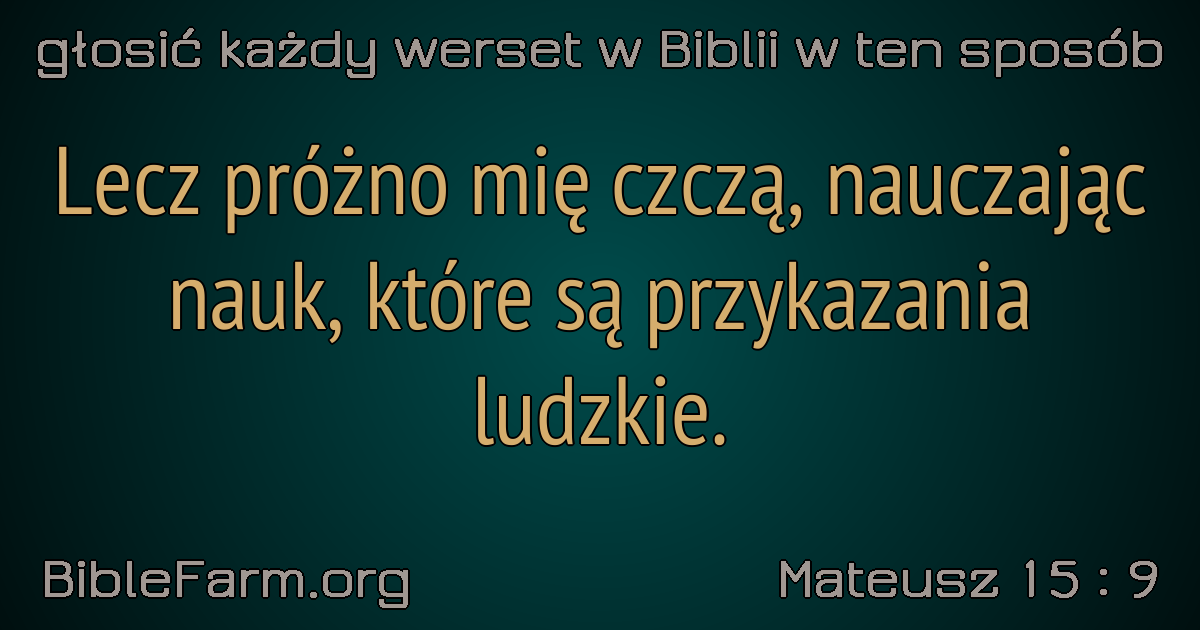 głosić każdy werset w Biblii w ten sposób
Lecz próżno mię czczą, nauczając
nauk, które są przykazania
ludzkie.
BibleFarm.org
Mateusz 15 : 9